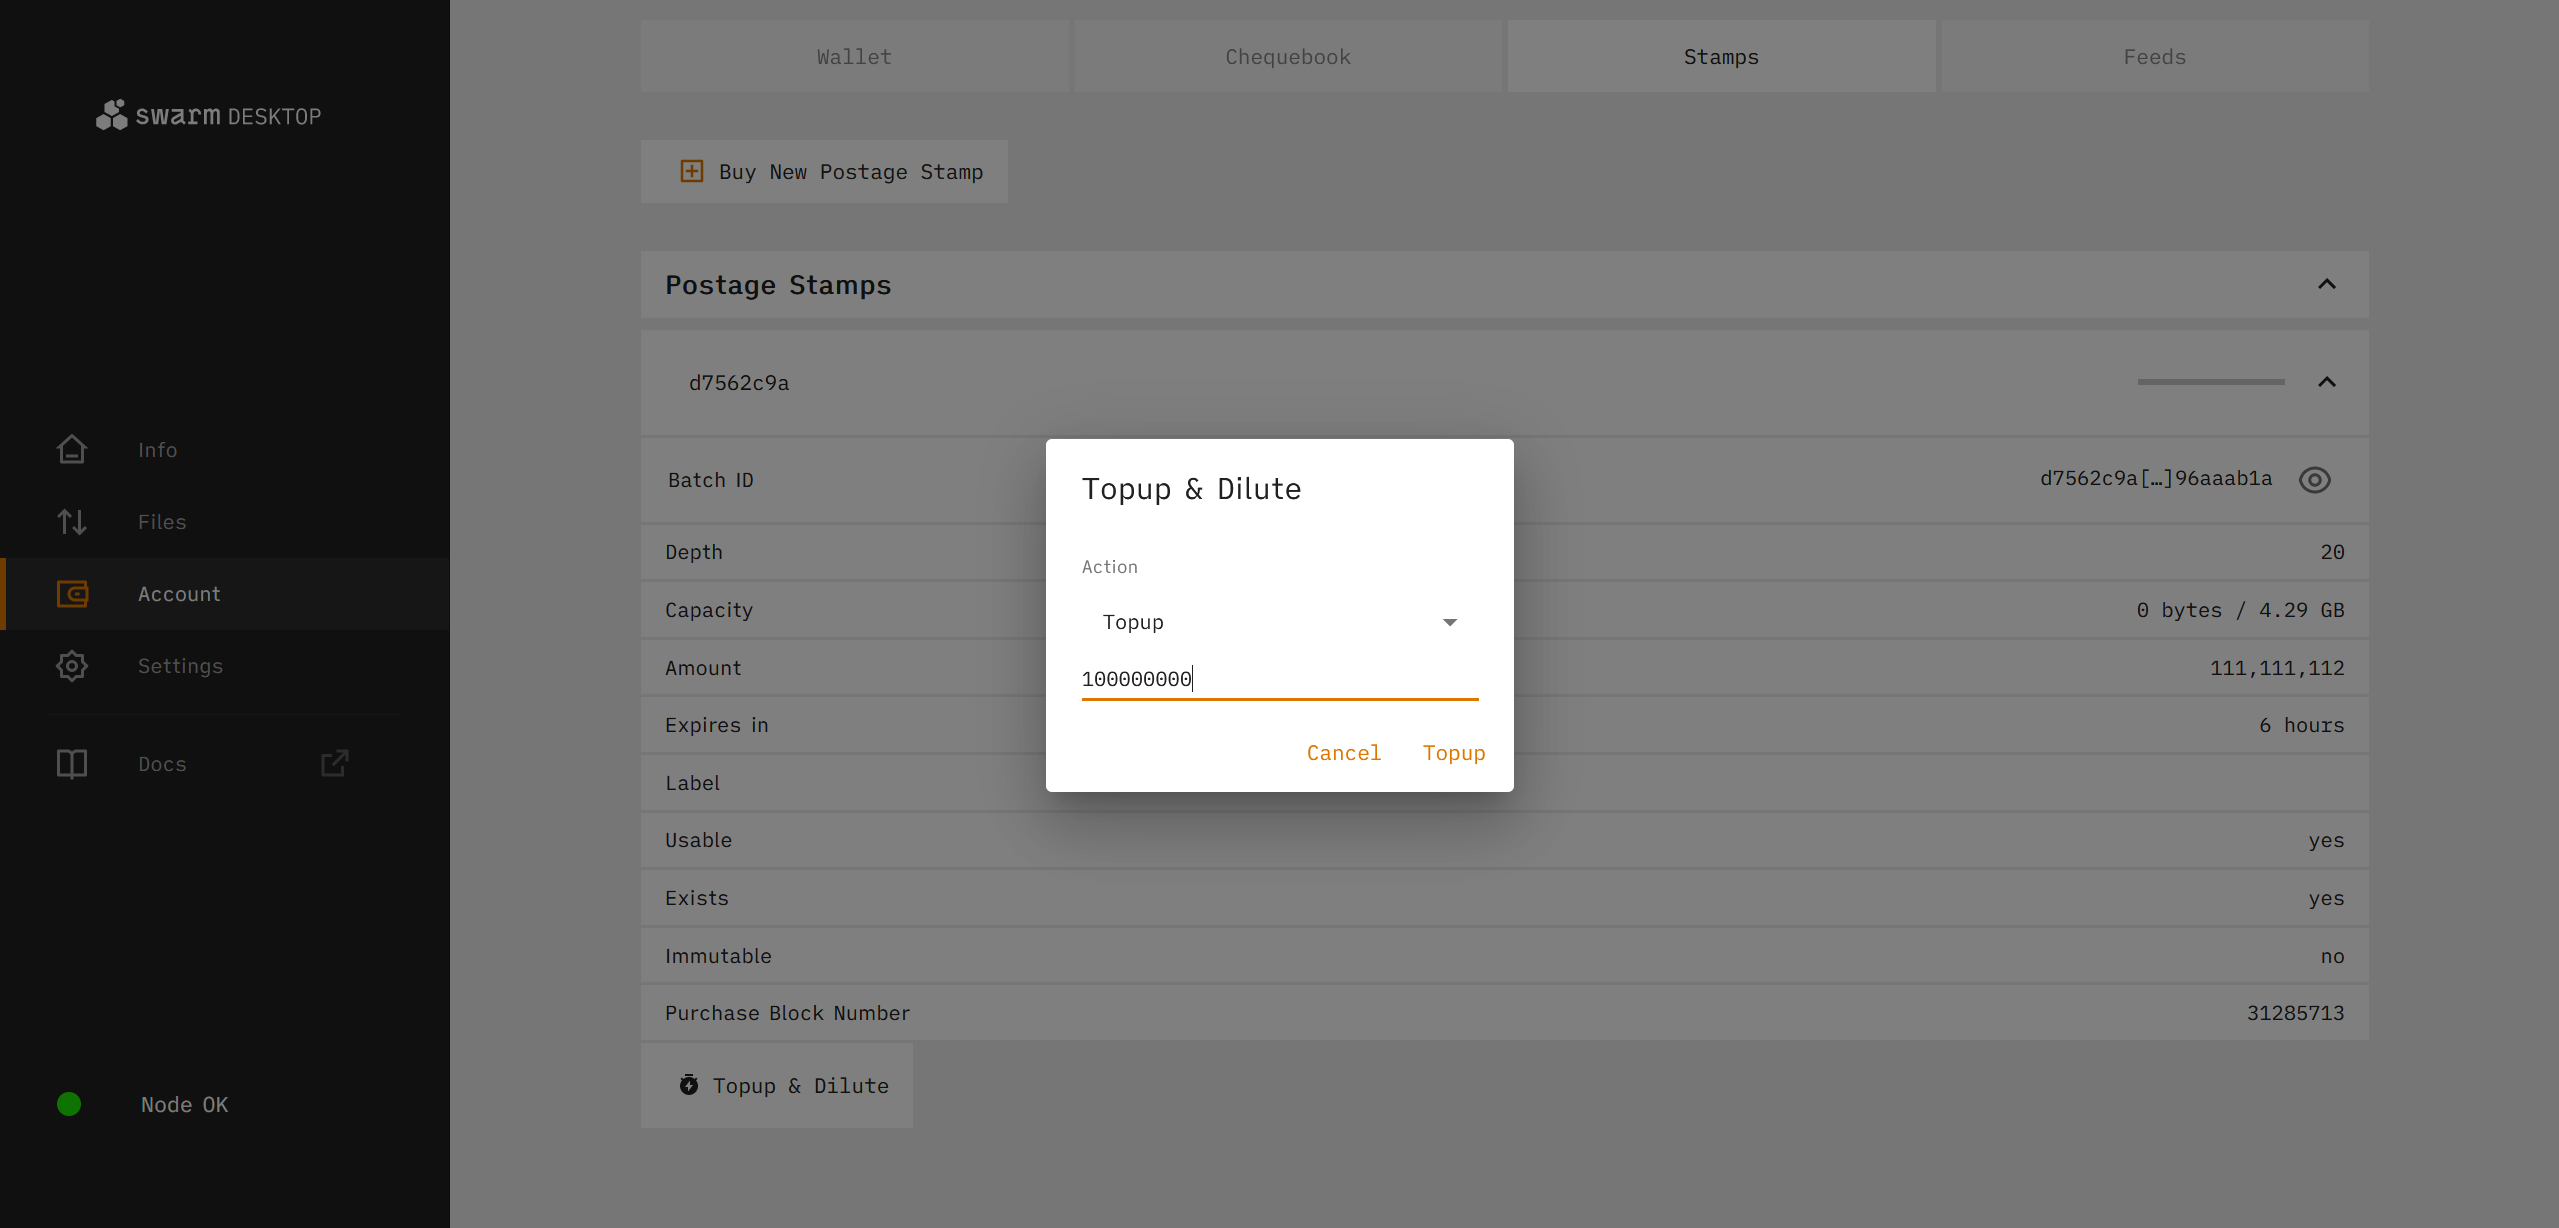 Wallet
Chequebook
Stamps
Feeds
swarm DESKTOP
Buy New Postage Stamp
Postage Stamps
d7562c9a
Info
Files
Account
Settings
Docs
Node OK
Batch ID
d7562c9a[…]96aaab1a
Depth
20
Capacity
0 bytes / 4.29 GB
Amount
111,111,112
Expires in
6 hours
Label
Usable
yes
Exists
yes
Immutable
no
Purchase Block Number
31285713
Topup & Dilute
Topup & Dilute
Action
Topup
100000000
Cancel
Topup